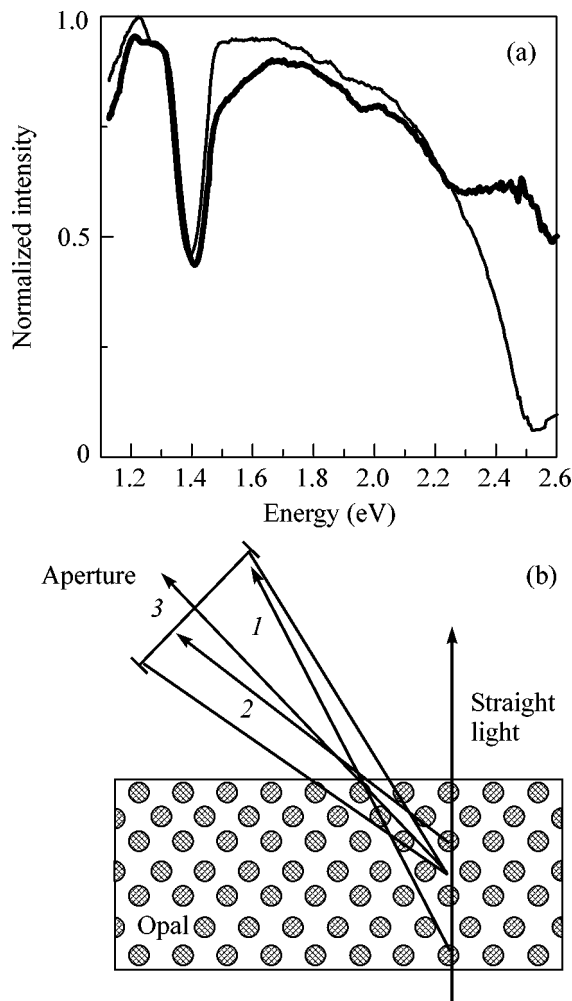 1.0
(a)
Normalized intensity
0.5
0
1.2 1.4 1.6 1.8 2.0 2.2 2.4 2.6
Energy (eV)
(b)
Aperture
3
1
2
Straight
light
Opal